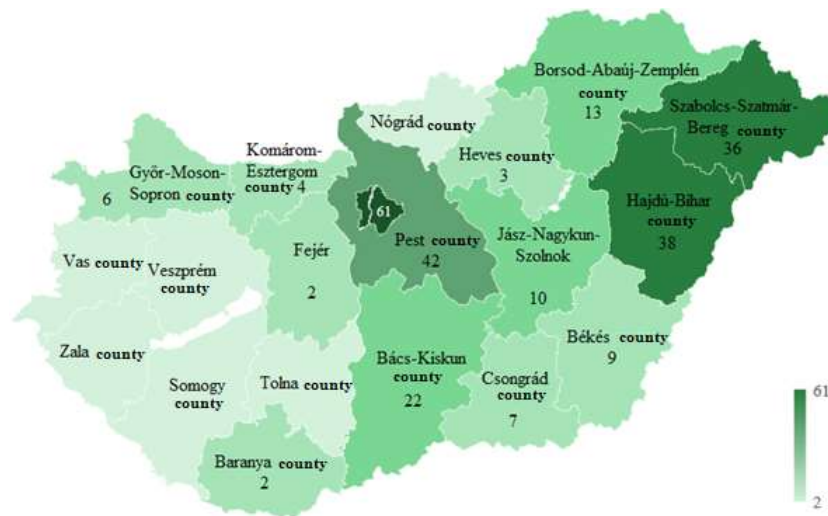 Borsod-Abaúj-Zemplén
county
13
Szabolcs-Szatmár-
Bereg county
36
Nógrád county
Heves county
3
Komárom-
Esztergom
county 4
Győr-Moson-
Sopron county
6
Hajdú-Bihar
county
38
61
Pest county
42
Jász-Nagykun-
Szolnok
10
Fejér
2
Vas county
Veszprém
county
Békés county
9
Zala county
Somogy
county
Tolna county
Bács-Kiskun
county
22
Csongrád
county
7
Baranya county
2
61
2